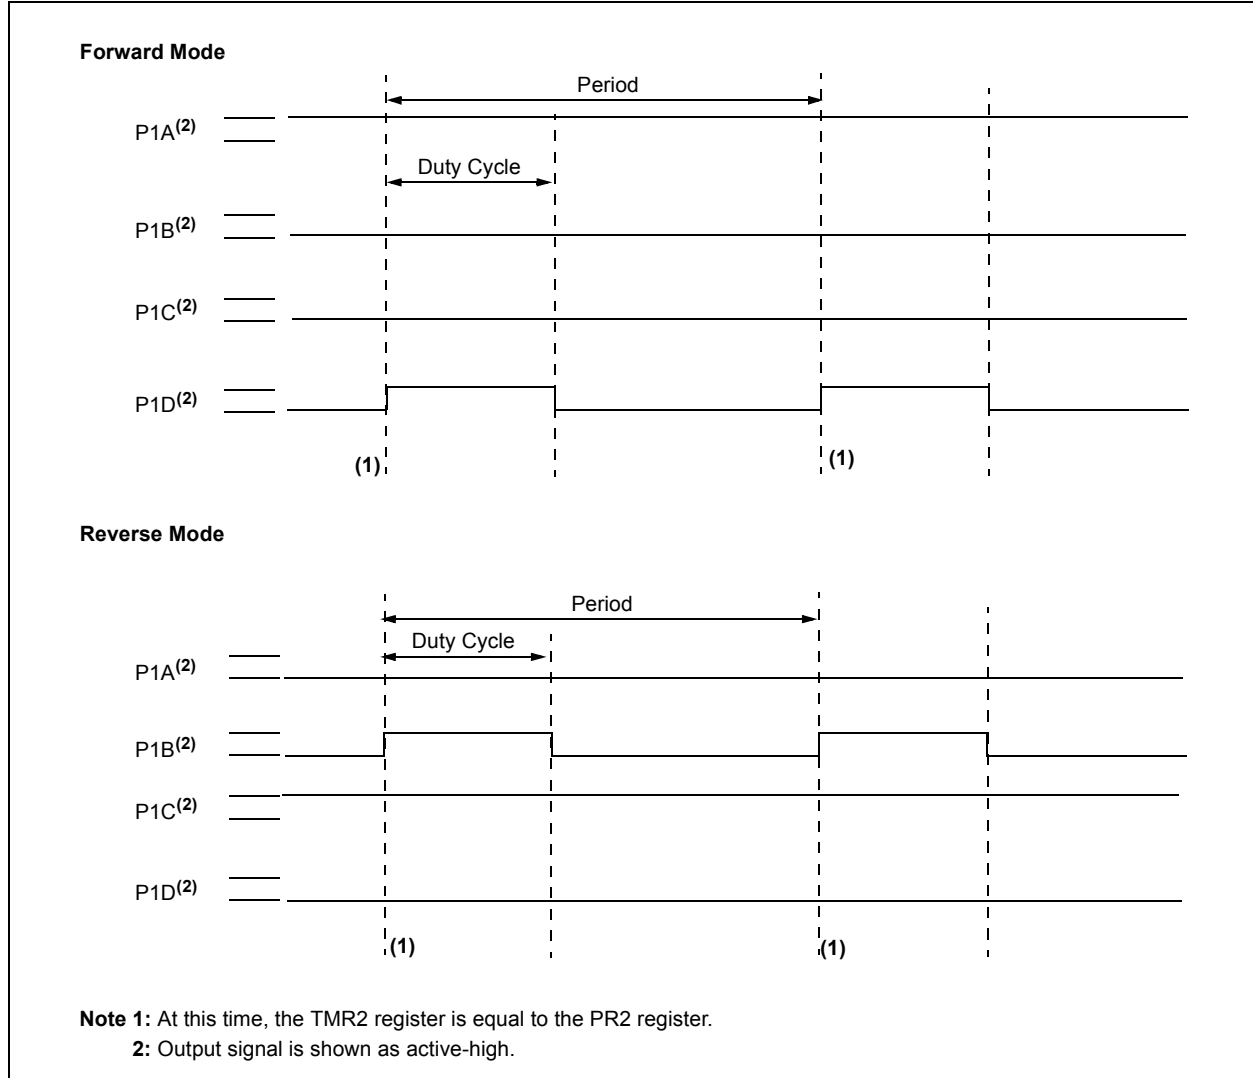 Forward Mode
Period
P1A(2)
Duty Cycle
P1B(2)
P1C(2)
P1D(2)
(1)
(1)
Reverse Mode
Period
Duty Cycle
P1A(2)
P1B(2)
P1C(2)
P1D(2)
(1)
(1)
Note 1: At this time, the TMR2 register is equal to the PR2 register.
2: Output signal is shown as active-high.